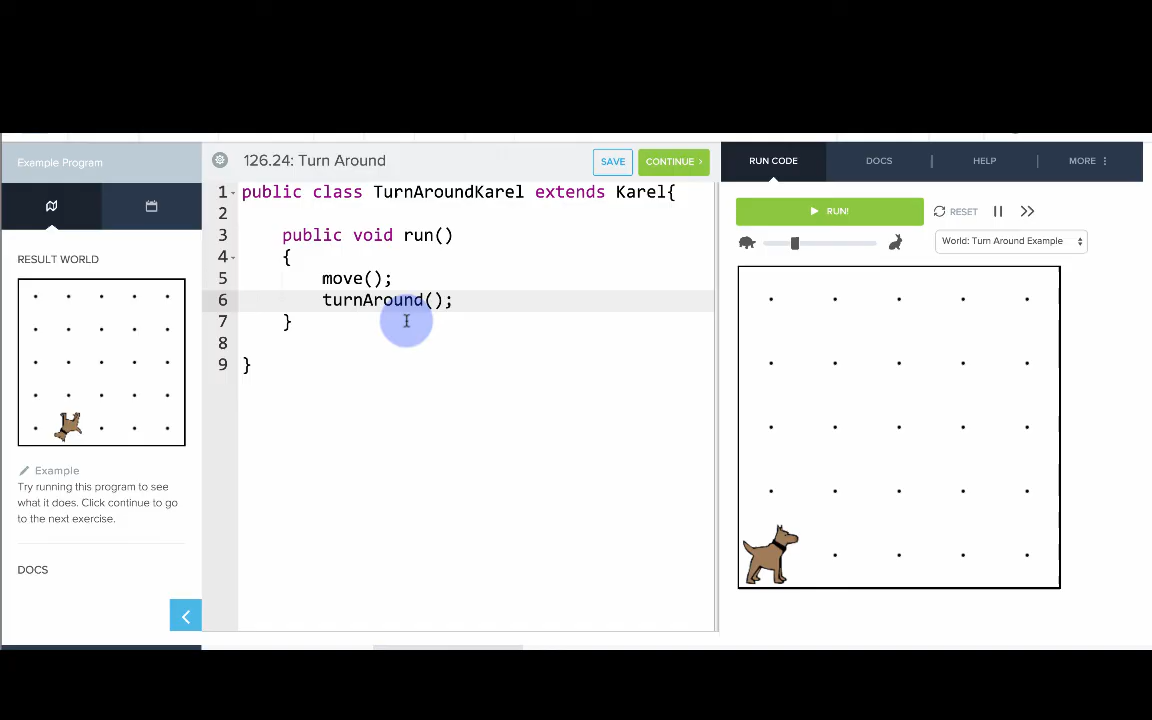 Example Program
126.24: Turn Around
SAVE
CONTINUE
RUN CODE
DOCS
HELP
MORE
RESULT WORLD
Example
Try running this program to see
what it does. Click continue to go
to the next exercise.
DOCS
1 public class TurnAroundKarel extends Karel{
2
3 public void run()
4 {
5 move();
6 turnAround();
7 }
8
9 }
RUN!
RESET
World: Turn Around Example